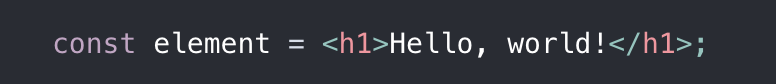 const element = <h1>Hello, world!</h1>;